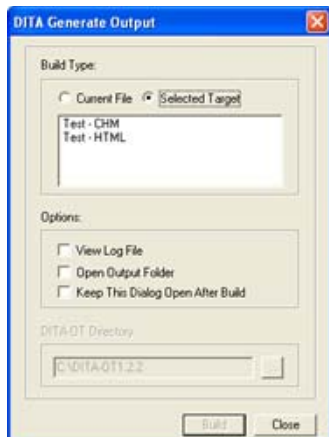 DITA Generate Output
Build Type:
Current File Selected Target
Test - CHM
Test - HTML
Options:
View Log File
Open Output Folder
Keep This Dialog Open After Build
DITA-OT Directory
C:\DITA-OT1.2.2
Build Close